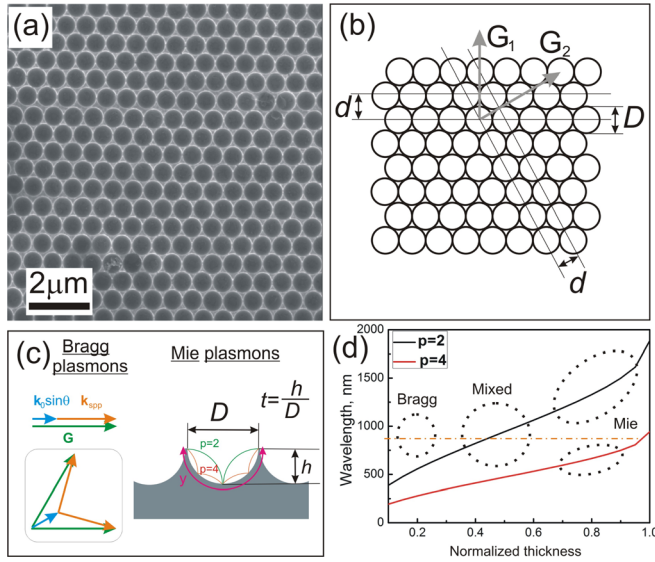 (a)
2μm
(b)
G₁
G₂
d
D
d
(c)
Bragg
plasmons
Mie plasmons
k₀sinθ
kspp
G
t=h/D
D
p=2
p=4
y
h
(d)
2000
1500
1000
500
0
Wavelength, nm
p=2
p=4
Bragg
Mixed
Mie
0.2
0.4
0.6
0.8
1.0
Normalized thickness